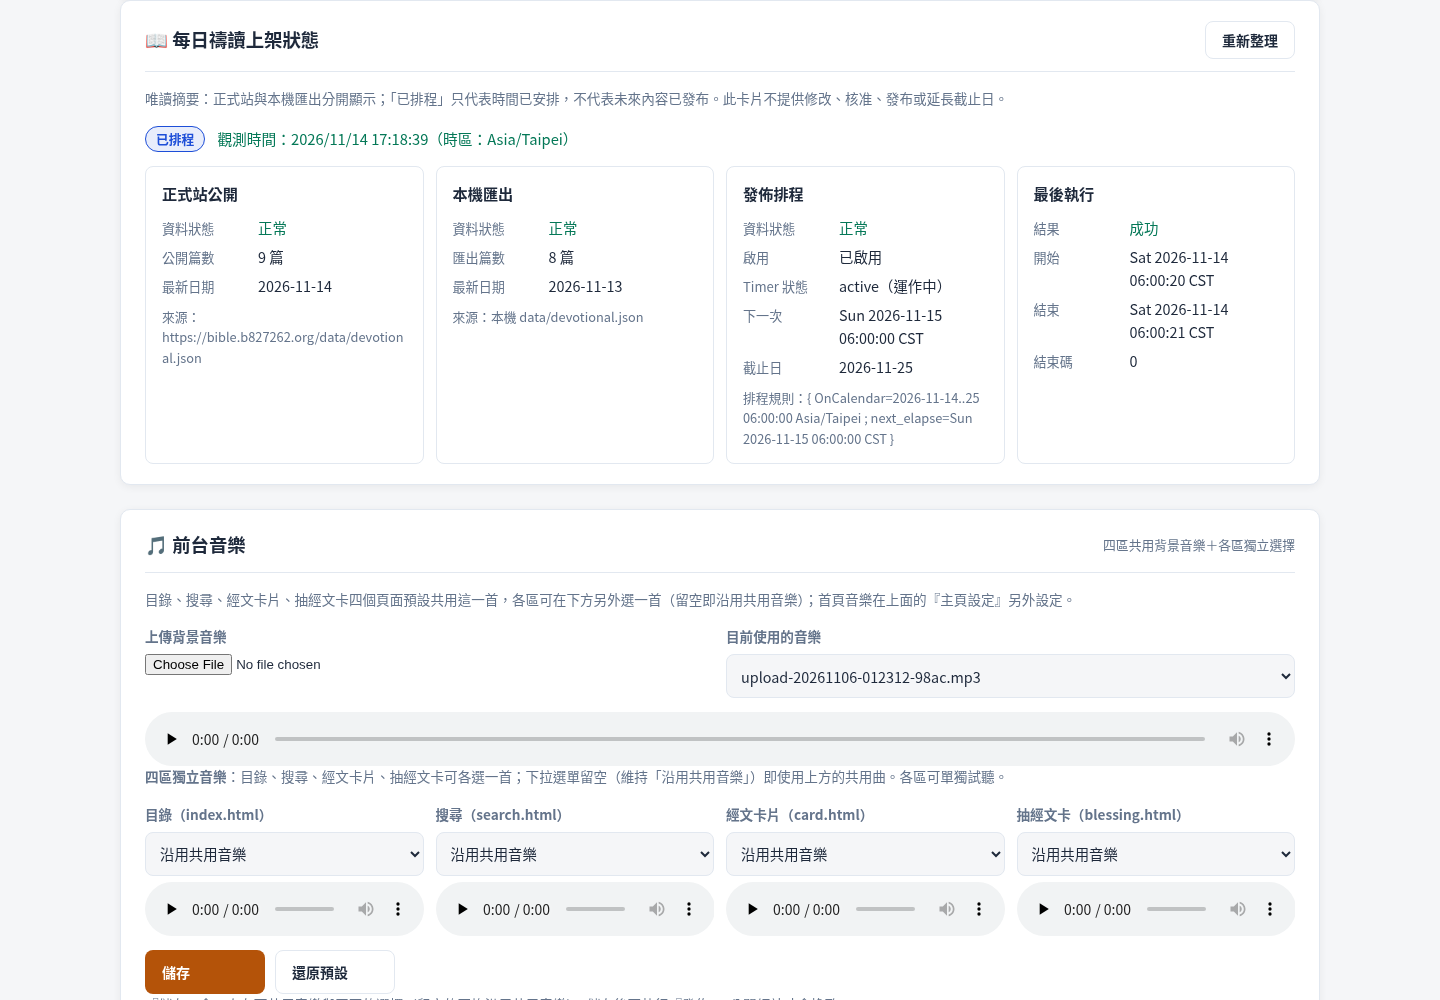 📖 每日禱讀上架狀態
重新整理
唯讀摘要：正式站與本機匯出分開顯示；「已排程」只代表時間已安排，不代表未來內容已發布。此卡片不提供修改、核准、發布或延長截止日。
已排程 觀測時間：2026/11/14 17:18:39（時區：Asia/Taipei）
正式站公開
資料狀態 正常
公開篇數 9 篇
最新日期 2026-11-14
來源：
https://bible.b827262.org/data/devotion
al.json
本機匯出
資料狀態 正常
匯出篇數 8 篇
最新日期 2026-11-13
來源：本機 data/devotional.json
發佈排程
資料狀態 正常
啟用 已啟用
Timer 狀態 active（運作中）
下一次 Sun 2026-11-15
06:00:00 CST
截止日 2026-11-25
排程規則：{ OnCalendar=2026-11-14..25
06:00:00 Asia/Taipei ; next_elapse=Sun
2026-11-15 06:00:00 CST }
最後執行
結果 成功
開始 Sat 2026-11-14
06:00:20 CST
結束 Sat 2026-11-14
06:00:21 CST
結束碼 0
🎵 前台音樂
四區共用背景音樂＋各區獨立選擇
目錄、搜尋、經文卡片、抽經文卡四個頁面預設共用這一首，各區可在下方另外選一首（留空即沿用共用音樂）；首頁音樂在上面的『主頁設定』另外設定。
上傳背景音樂
Choose File No file chosen
目前使用的音樂
upload-20261106-012312-98ac.mp3
0:00 / 0:00
四區獨立音樂：目錄、搜尋、經文卡片、抽經文卡可各選一首；下拉選單留空（維持「沿用共用音樂」）即使用上方的共用曲。各區可單獨試聽。
目錄（index.html）
沿用共用音樂
0:00 / 0:00
搜尋（search.html）
沿用共用音樂
0:00 / 0:00
經文卡片（card.html）
沿用共用音樂
0:00 / 0:00
抽經文卡（blessing.html）
沿用共用音樂
0:00 / 0:00
儲存
還原預設